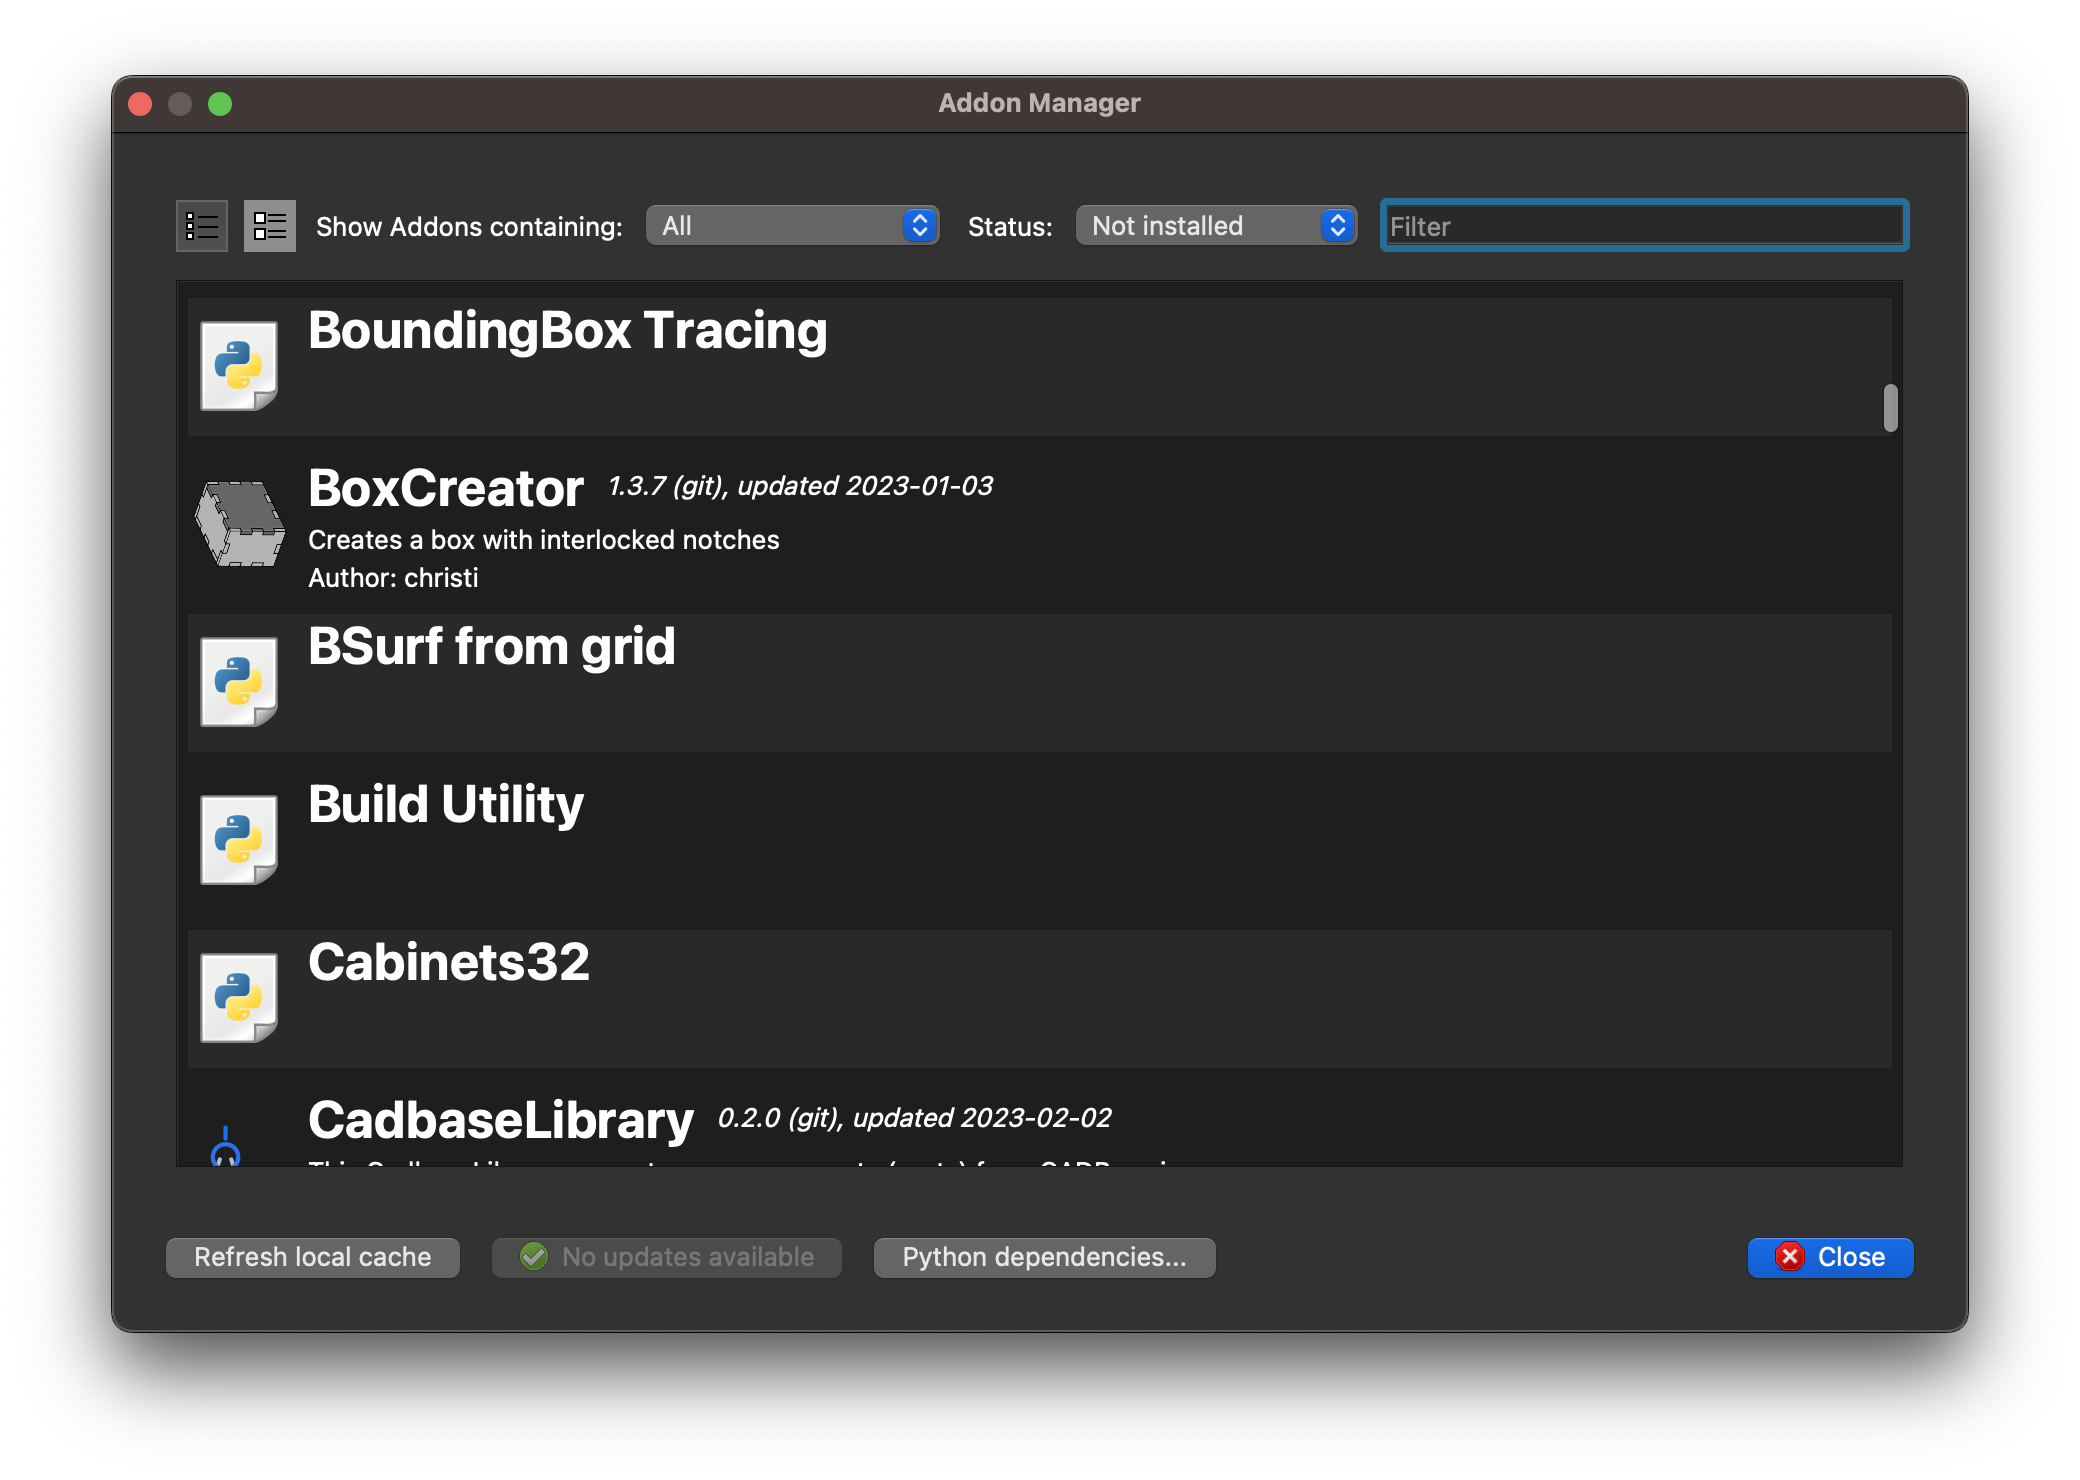 Addon Manager
Show Addons containing: All Status: Not installed Filter
BoundingBox Tracing
BoxCreator 1.3.7 (git), updated 2023-01-03
Creates a box with interlocked notches
Author: christi
BSurf from grid
Build Utility
Cabinets32
CadbaseLibrary 0.2.0 (git), updated 2023-02-02
Refresh local cache No updates available Python dependencies... Close